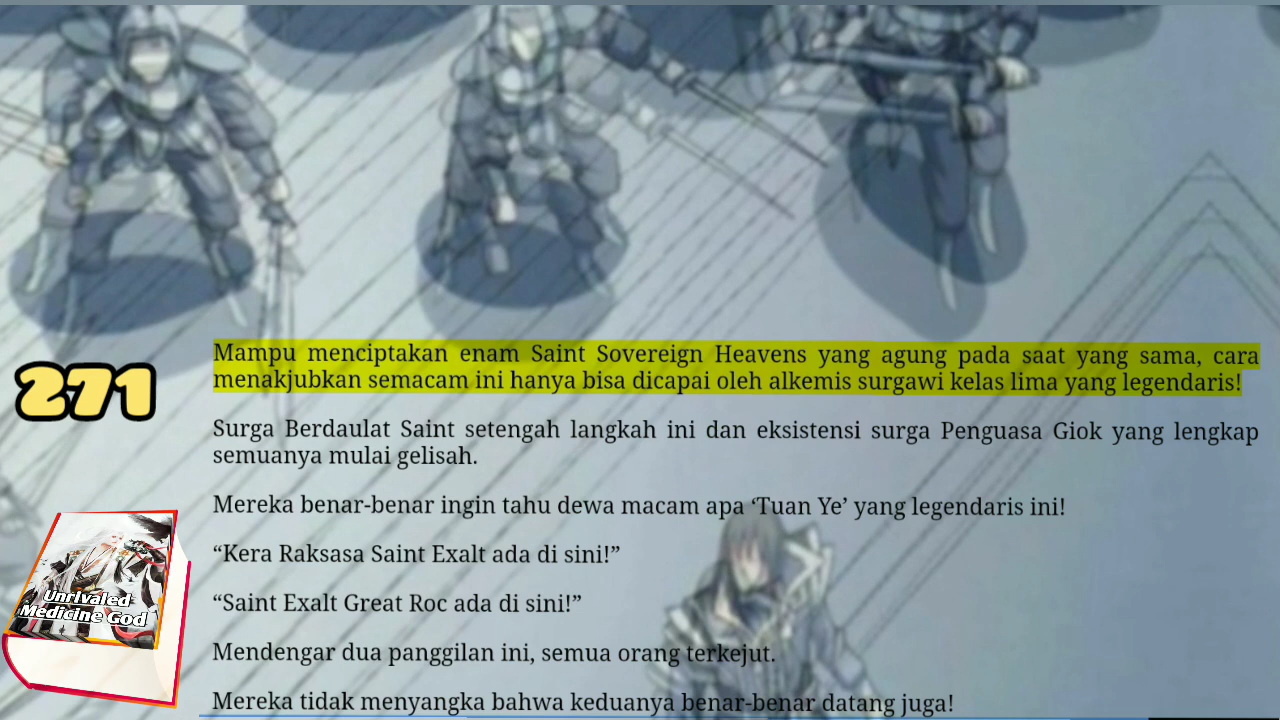 Mampu menciptakan enam Saint Sovereign Heavens yang agung pada saat yang sama, cara
menakjubkan semacam ini hanya bisa dicapai oleh alkemis surgawi kelas lima yang legendaris!
271
Surga Berdaulat Saint setengah langkah ini dan eksistensi surga Penguasa Giok yang lengkap
semuanya mulai gelisah.
Mereka benar-benar ingin tahu dewa macam apa ‘Tuan Ye’ yang legendaris ini!
“Kera Raksasa Saint Exalt ada di sini!”
“Saint Exalt Great Roc ada di sini!”
Unrivaled
Medicine God
Mendengar dua panggilan ini, semua orang terkejut.
Mereka tidak menyangka bahwa keduanya benar-benar datang juga!